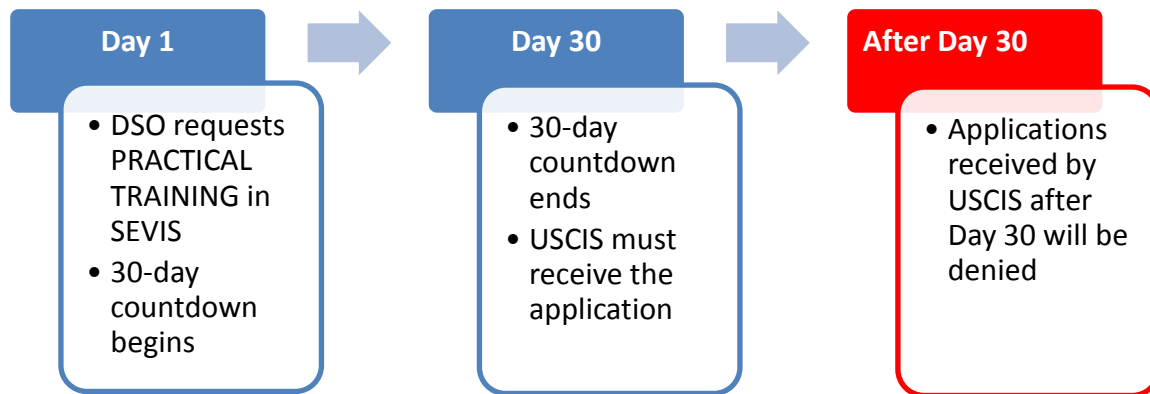 Day 1
• DSO requests
PRACTICAL
TRAINING in
SEVIS
• 30-day
countdown
begins
Day 30
• 30-day
countdown
ends
• USCIS must
receive the
application
After Day 30
• Applications
received by
USCIS after
Day 30 will be
denied